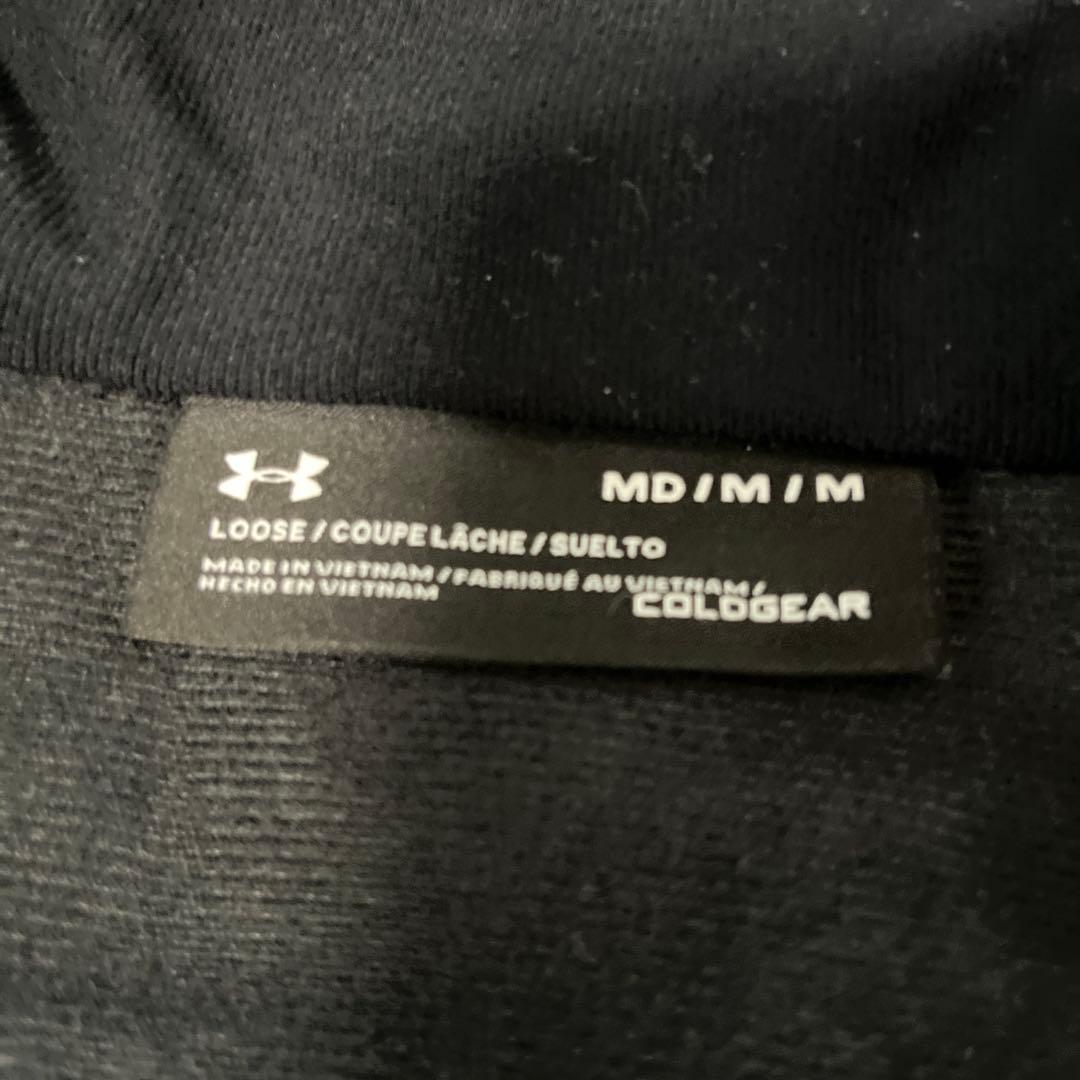 MD / M / M
LOOSE / COUPE LÂCHE / SUELTO
MADE IN VIETNAM / FABRIQUÉ AU VIETNAM /
HECHO EN VIETNAM
COLDGEAR